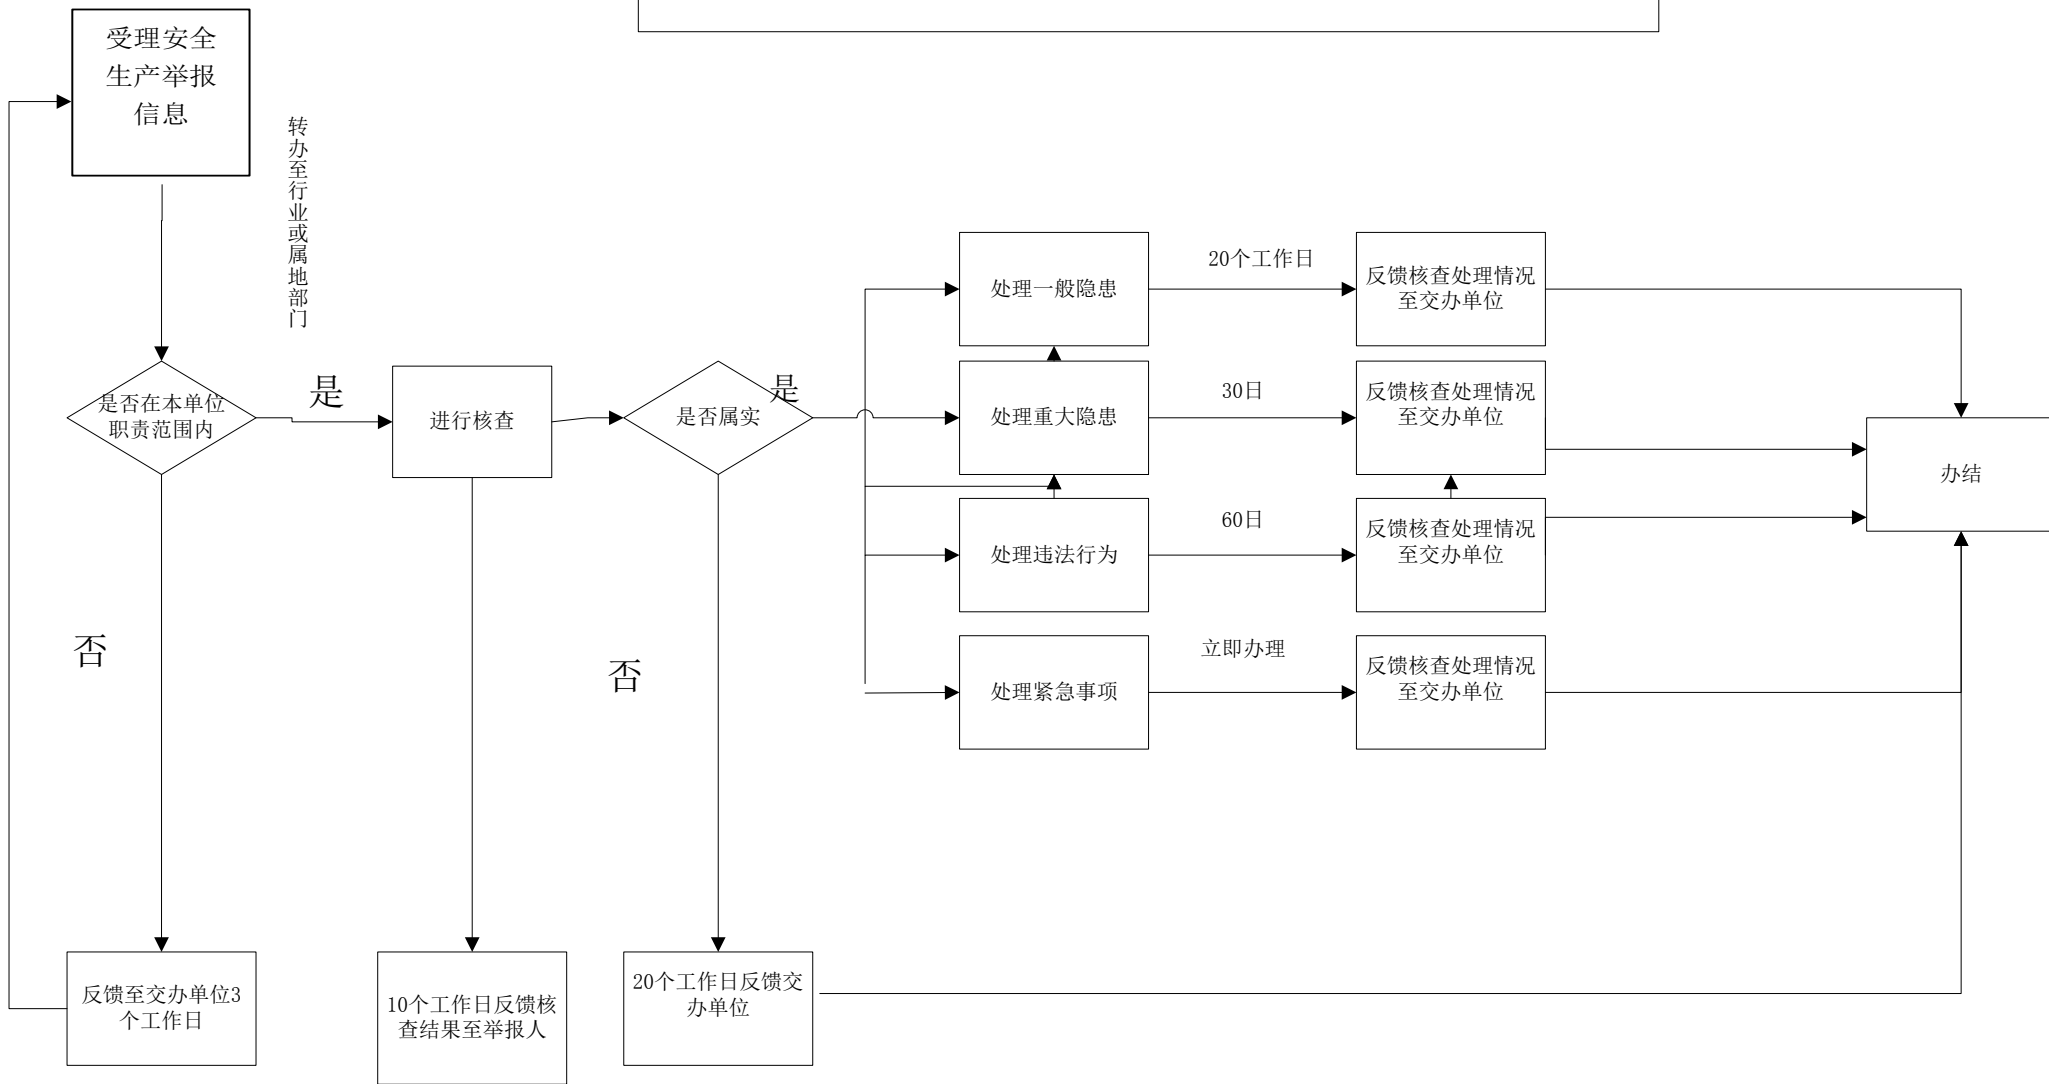 受理安全
生产举报
信息
转办至行业或属地部门
是否在本单位
职责范围内
是
进行核查
是否属实
是
处理一般隐患
20个工作日
反馈核查处理情况
至交办单位
处理重大隐患
30日
反馈核查处理情况
至交办单位
处理违法行为
60日
反馈核查处理情况
至交办单位
处理紧急事项
立即办理
反馈核查处理情况
至交办单位
办结
否
否
反馈至交办单位3
个工作日
10个工作日反馈核
查结果至举报人
20个工作日反馈交
办单位